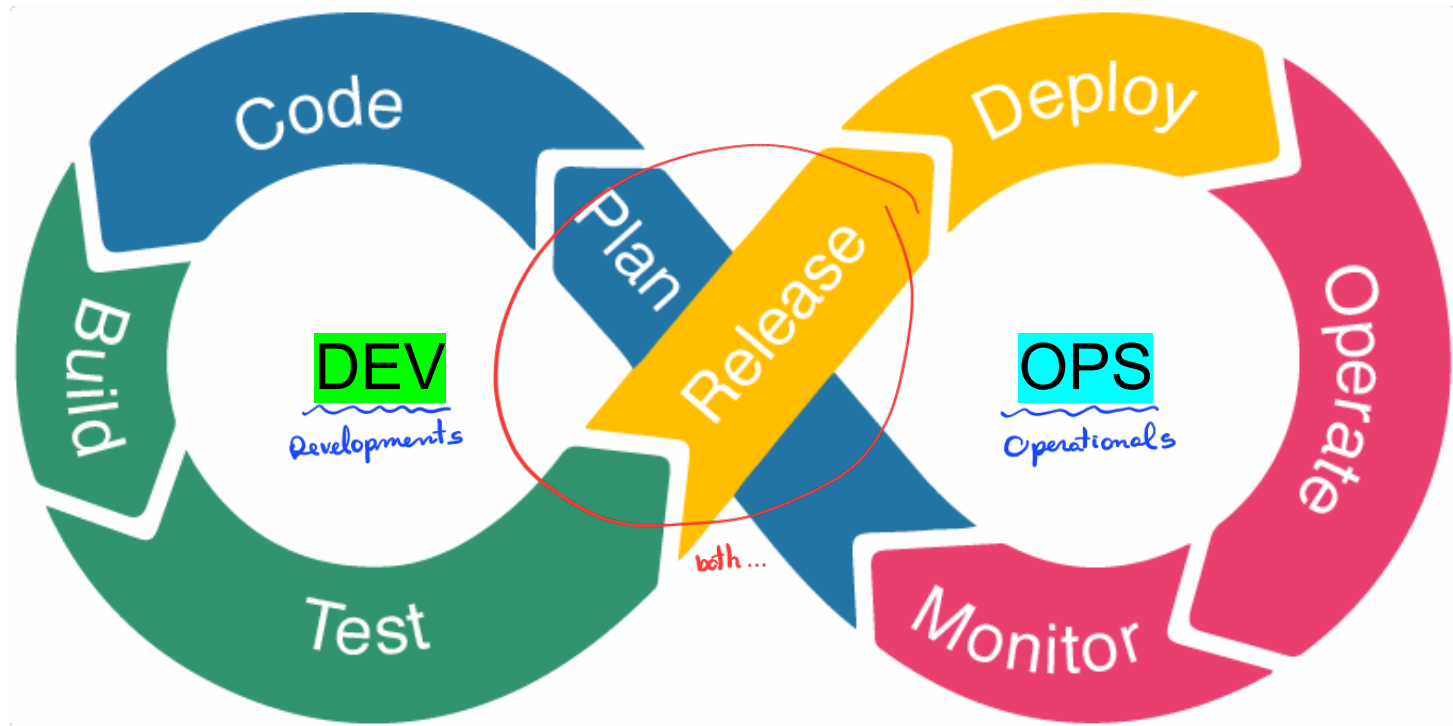 Code
Deploy
Plan
Release
Build
DEV
Developments
OPS
Operationals
Operate
both...
Test
Monitor